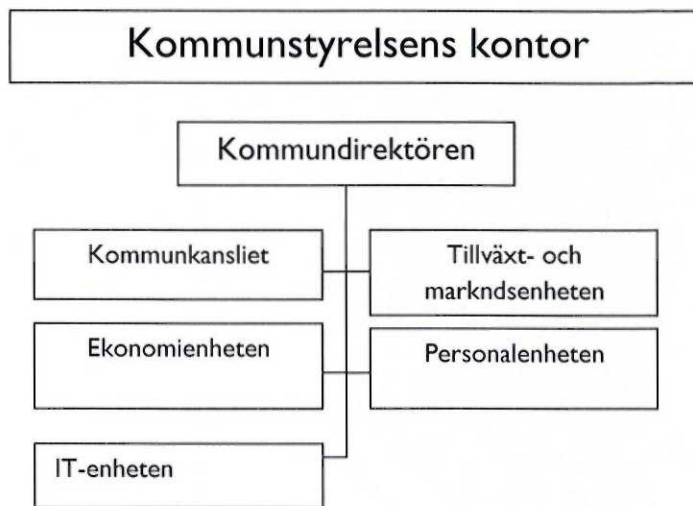 Kommunstyrelsens kontor
Kommundirektören
Kommunkansliet
Tillväxt- och
markndsenheten
Ekonomienheten
Personalenheten
IT-enheten